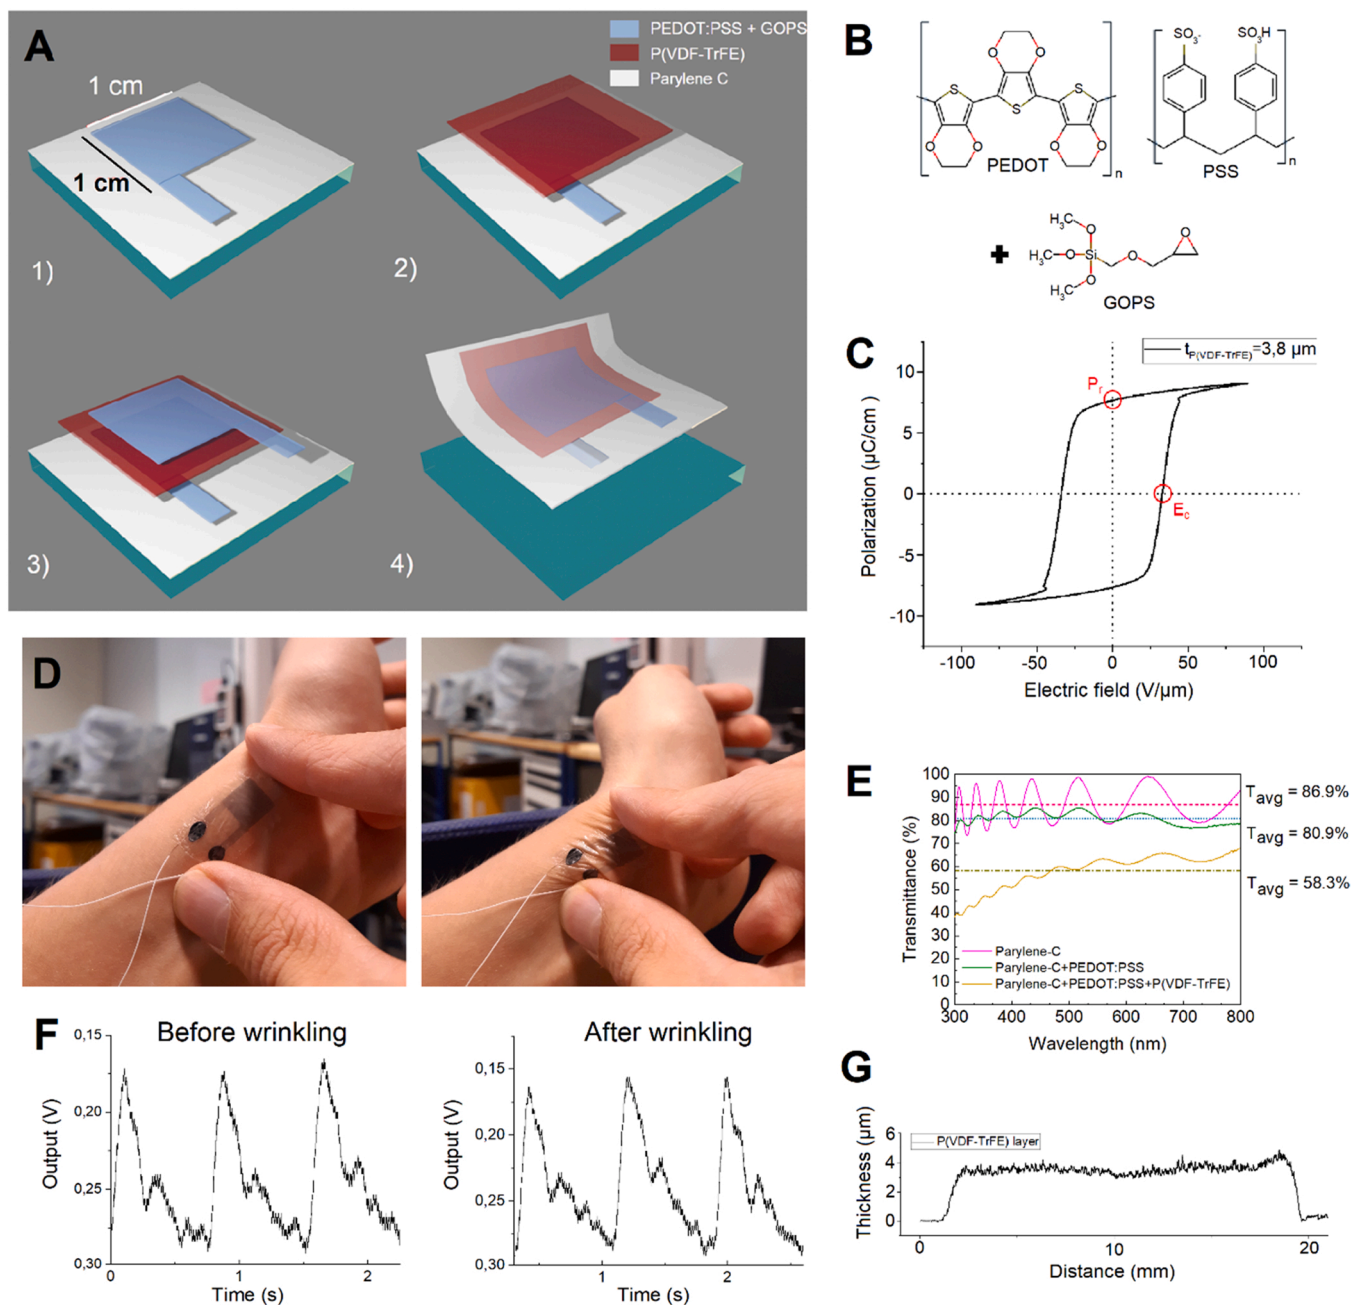 A
PEDOT:PSS + GOPS
P(VDF-TrFE)
Parylene C
1 cm
1 cm
1)
2)
3)
4)
B
S
S
S
O
O
O
O
O
O
PEDOT
n
SO3-
SO3H
PSS
n
+
H3C
O
H3C
O
Si
O
O
H3C
O
GOPS
C
tP(VDF-TrFE)=3,8 µm
Polarization (µC/cm )
10
5
0
-5
-10
Pr
Ec
-100
-50
0
50
100
Electric field (V/µm)
D
E
Transmittance (%)
100
90
80
70
60
50
40
30
20
10
0
Tavg = 86.9%
Tavg = 80.9%
Tavg = 58.3%
Parylene-C
Parylene-C+PEDOT:PSS
Parylene-C+PEDOT:PSS+P(VDF-TrFE)
300
400
500
600
700
800
Wavelength (nm)
F
Before wrinkling
Output (V)
0,15
0,20
0,25
0,30
0
1
2
Time (s)
After wrinkling
Output (V)
0,15
0,20
0,25
0,30
1
2
Time (s)
G
Thickness (µm)
6
4
2
0
P(VDF-TrFE) layer
0
10
20
Distance (mm)